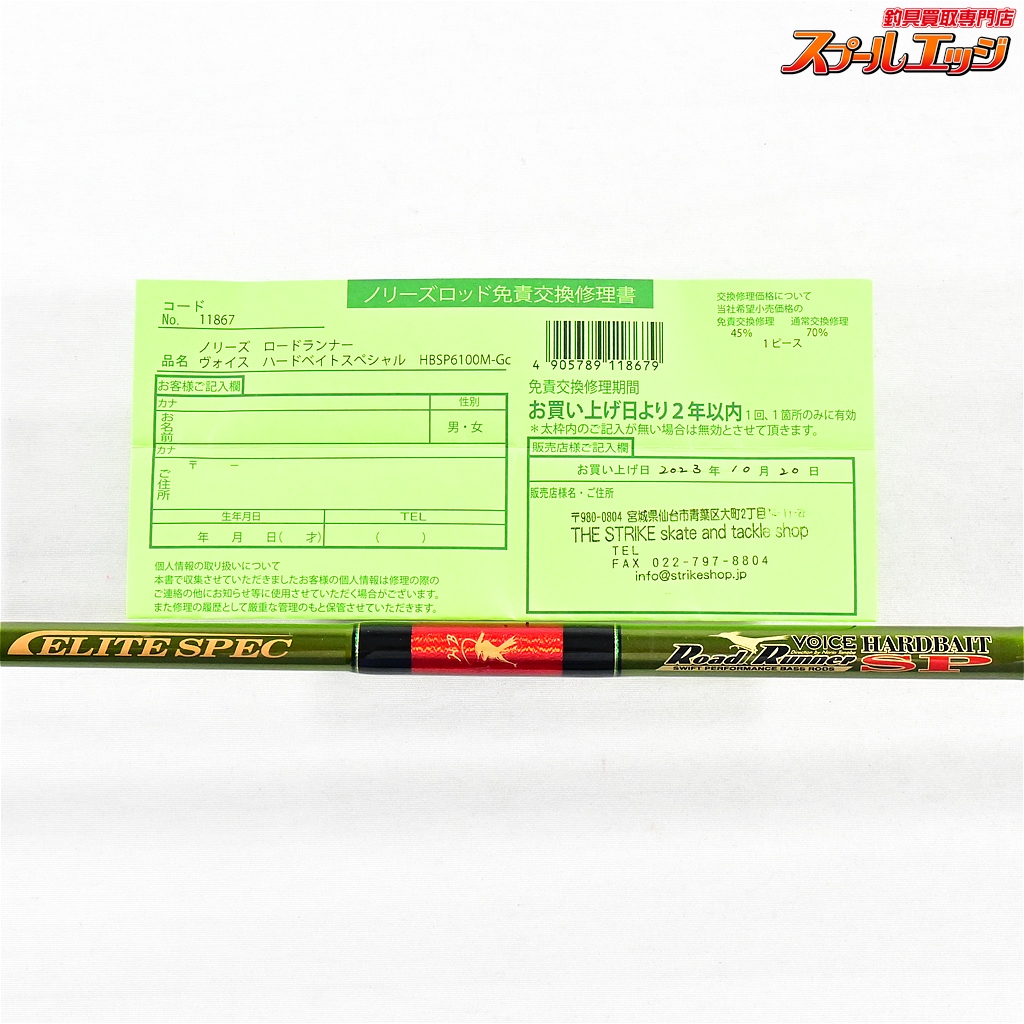 釣具買取専門店
スプールエッジ
ノリーズロッド免責交換修理書
コード
No. 11867
ノリーズ ロードランナー
品名 ヴォイス ハードベイトスペシャル HBSP6100M-Gc
お客様ご記入欄
カナ
性別
お名前
男・女
カナ
ご住所
〒 －
生年月日
TEL
年 月 日( 才)
( )
個人情報の取り扱いについて
本書で収集させていただきましたお客様の個人情報は修理の際の
ご連絡の他にお知らせ等に使用させていただく場合がございます。
また修理の履歴として厳重な管理のもと保管させていただきます。
交換修理価格について
当社希望小売価格の
免責交換修理 通常交換修理
45% 70%
1ピース
4 905789 118679
免責交換修理期間
お買い上げ日より2年以内 1回、1箇所のみに有効
＊太枠内のご記入が無い場合は無効とさせて頂きます。
販売店様ご記入欄
お買い上げ日 2023 年 10 月 20 日
販売店様名・ご住所
〒980-0804 宮城県仙台市青葉区大町2丁目
THE STRIKE skate and tackle shop
TEL
FAX 022-797-8804
info@strikeshop.jp
ELITE SPEC
VOICE HARDBAIT
Road Runner SP
SWIFT PERFORMANCE BASS RODS